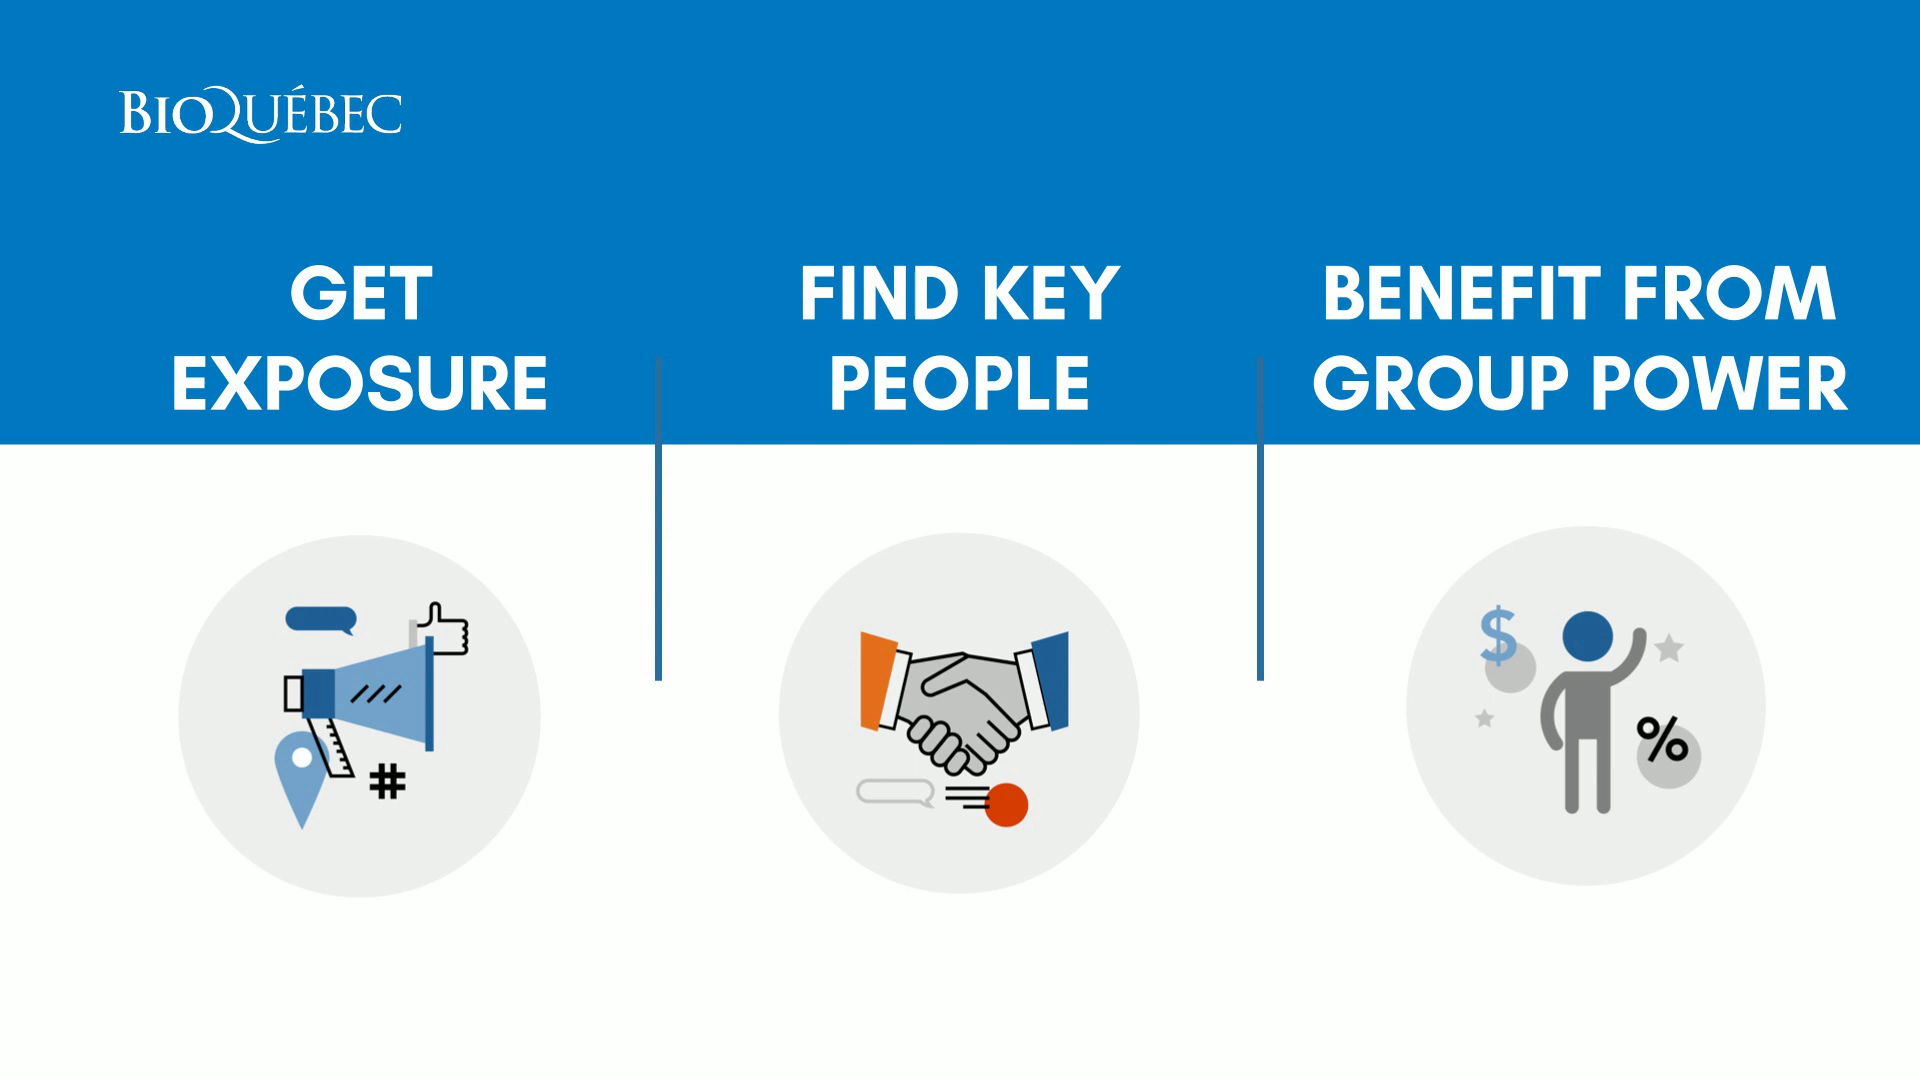 BIOQUÉBEC
GET
EXPOSURE
FIND KEY
PEOPLE
BENEFIT FROM
GROUP POWER
#
$
%